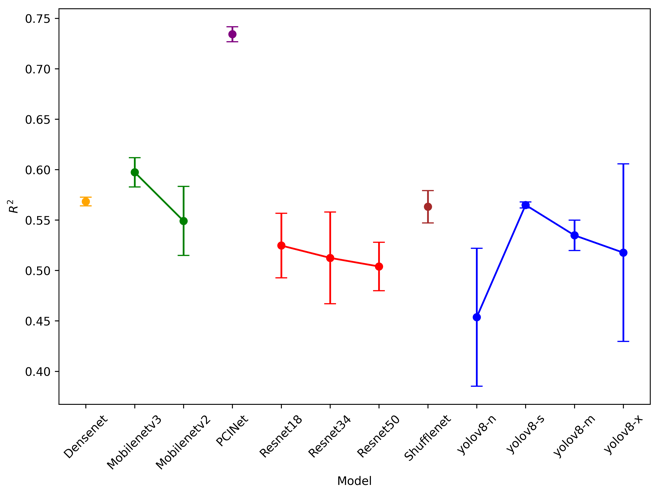 0.75
0.70
0.65
0.60
0.55
0.50
0.45
0.40
R²
Densenet
Mobilenetv3
Mobilenetv2
PCINet
Resnet18
Resnet34
Resnet50
Shufflenet
yolov8-n
yolov8-s
yolov8-m
yolov8-x
Model